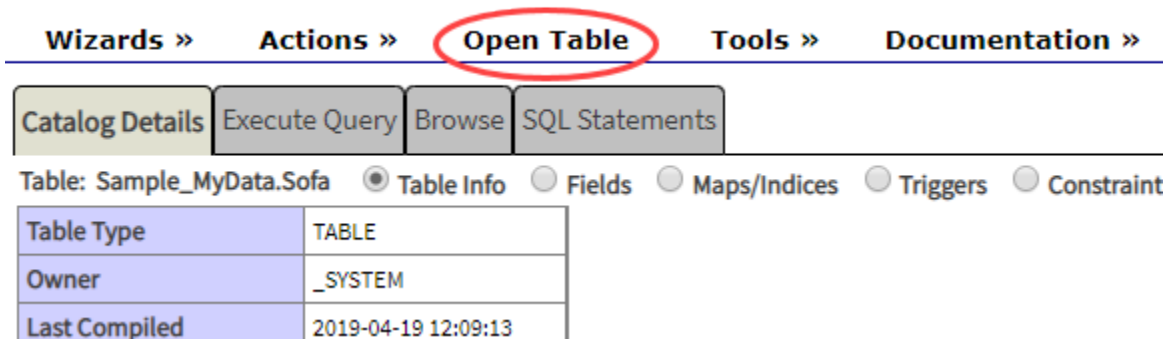 Wizards » Actions » Open Table Tools » Documentation »
Catalog Details Execute Query Browse SQL Statements
Table: Sample_MyData.Sofa Table Info Fields Maps/Indices Triggers Constraint
Table Type TABLE
Owner _SYSTEM
Last Compiled 2019-04-19 12:09:13